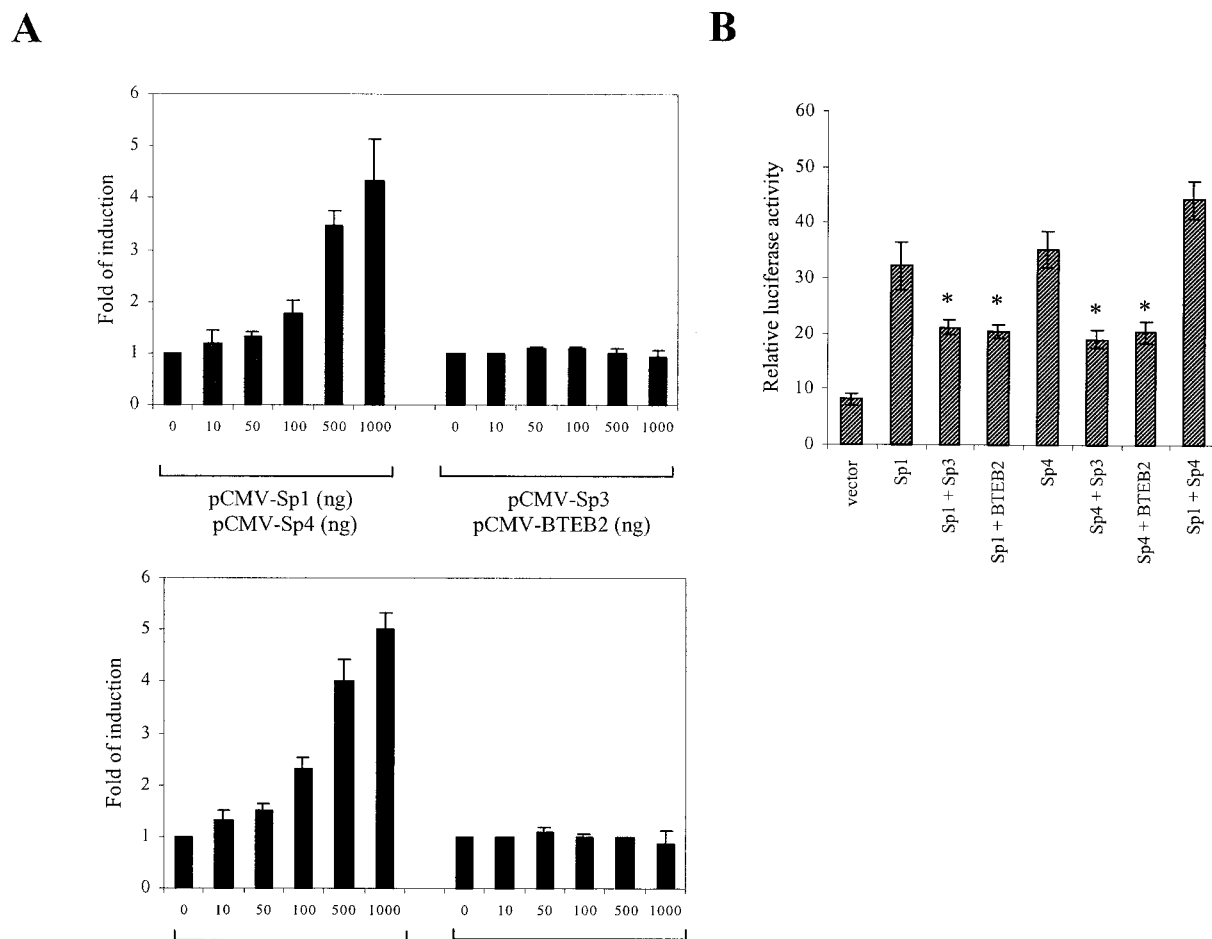 A
6
5
4
3
2
1
0
Fold of induction
0 10 50 100 500 1000 0 10 50 100 500 1000
pCMV-Sp1 (ng) pCMV-Sp3
pCMV-Sp4 (ng) pCMV-BTEB2 (ng)
6
5
4
3
2
1
0
Fold of induction
0 10 50 100 500 1000 0 10 50 100 500 1000
B
60
50
40
30
20
10
0
Relative luciferase activity
* * * *
vector
Sp1
Sp1 + Sp3
Sp1 + BTEB2
Sp4
Sp4 + Sp3
Sp4 + BTEB2
Sp1 + Sp4